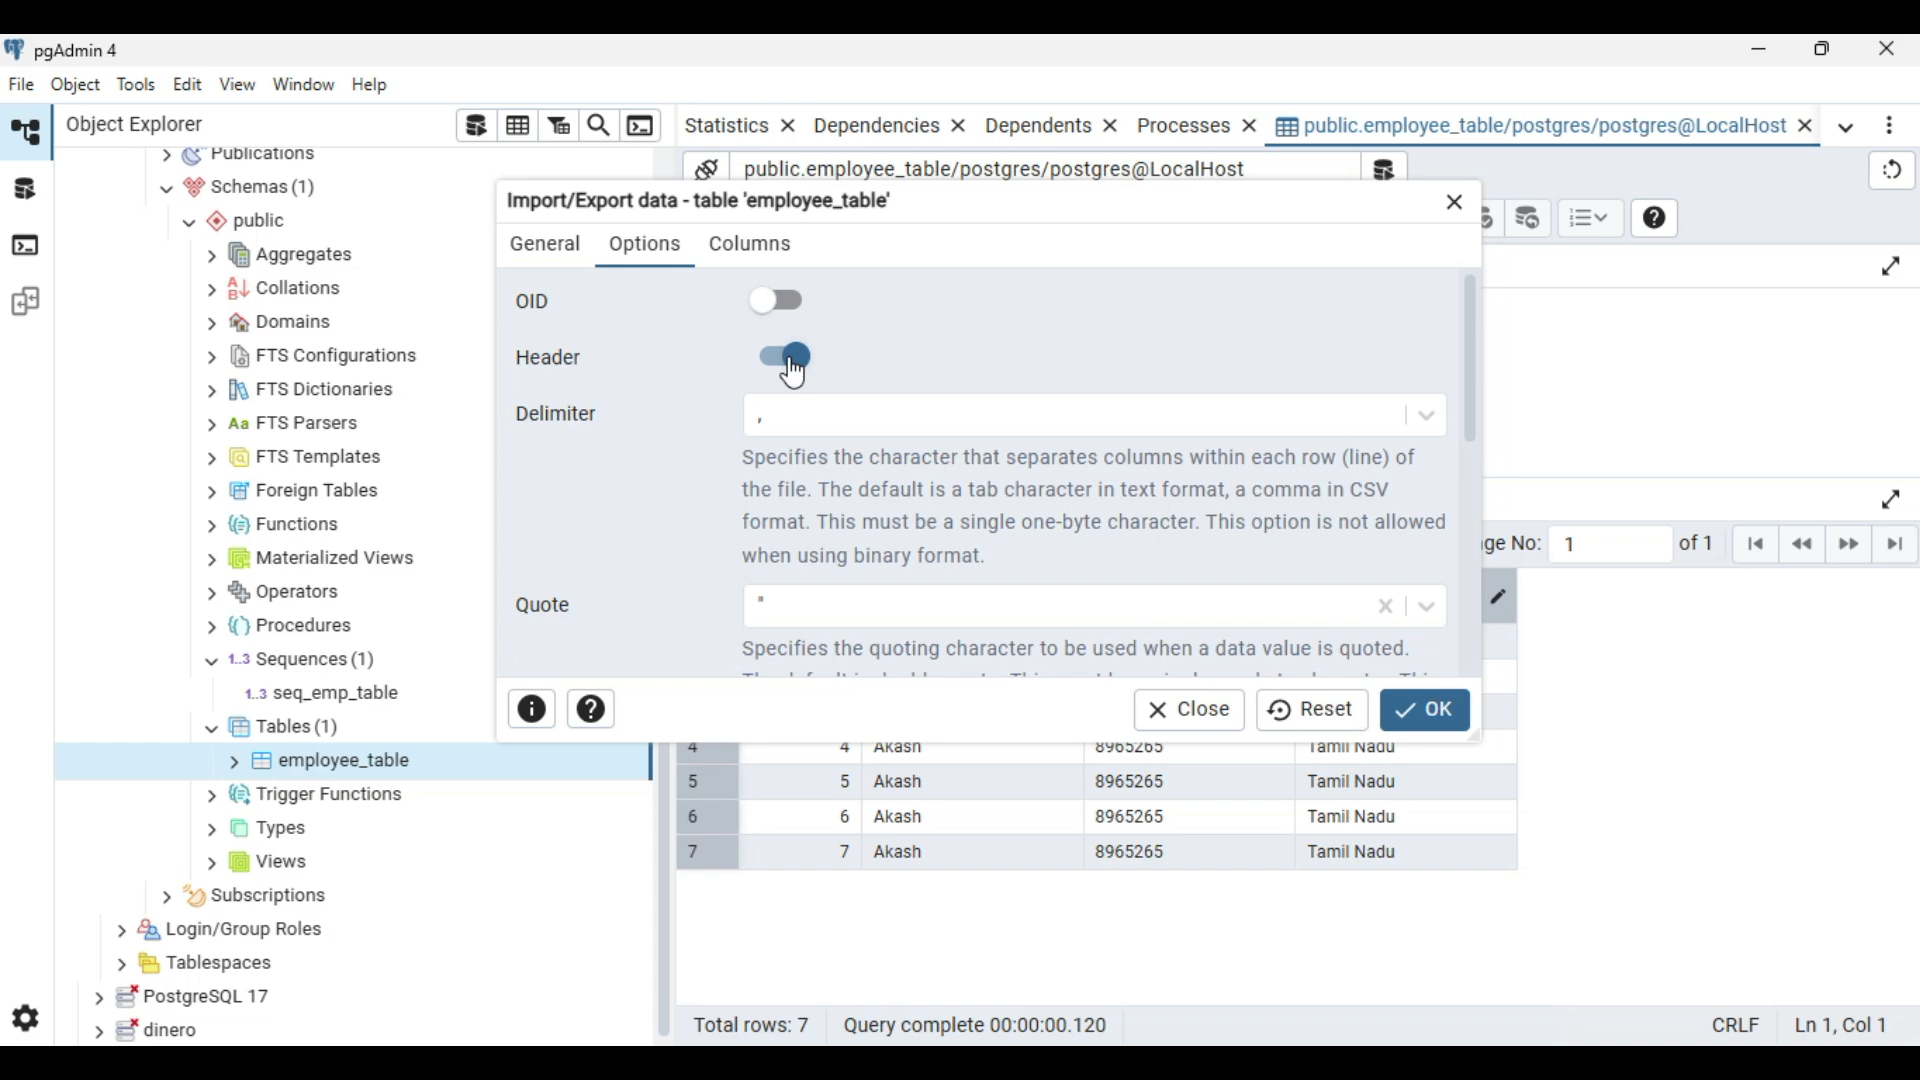 pgAdmin 4
File Object Tools Edit View Window Help
Object Explorer
Statistics Dependencies Dependents Processes public.employee_table/postgres/postgres@LocalHost
public.employee_table/postgres/postgres@LocalHost
Publications
Schemas (1)
public
Aggregates
Collations
Domains
FTS Configurations
FTS Dictionaries
Aa FTS Parsers
FTS Templates
Foreign Tables
Functions
Materialized Views
Operators
Procedures
1..3 Sequences (1)
1..3 seq_emp_table
Tables (1)
employee_table
Trigger Functions
Types
Views
Subscriptions
Login/Group Roles
Tablespaces
PostgreSQL 17
dinero
Import/Export data - table 'employee_table'
General Options Columns
OID
Header
Delimiter
,
Specifies the character that separates columns within each row (line) of
the file. The default is a tab character in text format, a comma in CSV
format. This must be a single one-byte character. This option is not allowed
when using binary format.
Quote
"
Specifies the quoting character to be used when a data value is quoted.
Close Reset OK
ge No: 1 of 1
4 4 Akash 8965265 Tamil Nadu
5 5 Akash 8965265 Tamil Nadu
6 6 Akash 8965265 Tamil Nadu
7 7 Akash 8965265 Tamil Nadu
Total rows: 7 Query complete 00:00:00.120 CRLF Ln 1, Col 1